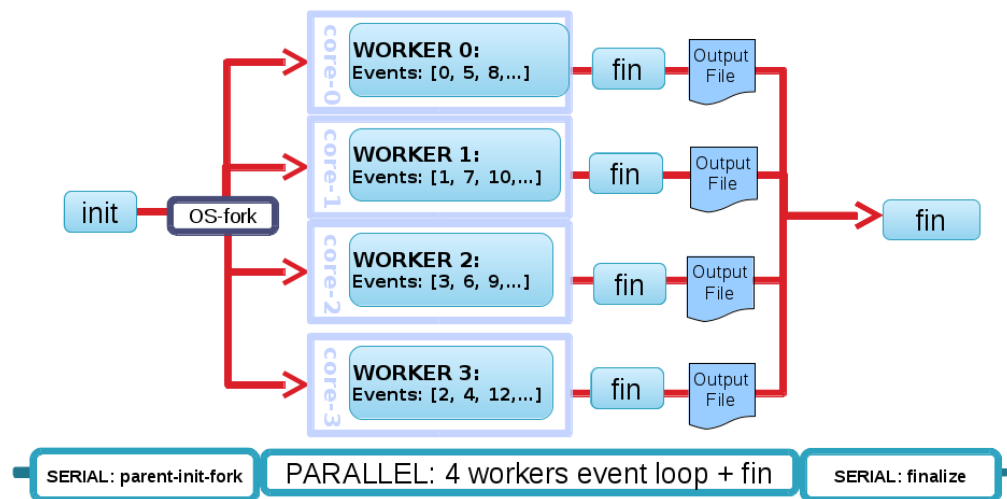 core-0
WORKER 0:
Events: [0, 5, 8,...]
fin
Output
File
core-1
WORKER 1:
Events: [1, 7, 10,...]
fin
Output
File
init
OS-fork
fin
core-2
WORKER 2:
Events: [3, 6, 9,...]
fin
Output
File
core-3
WORKER 3:
Events: [2, 4, 12,...]
fin
Output
File
SERIAL: parent-init-fork
PARALLEL: 4 workers event loop + fin
SERIAL: finalize